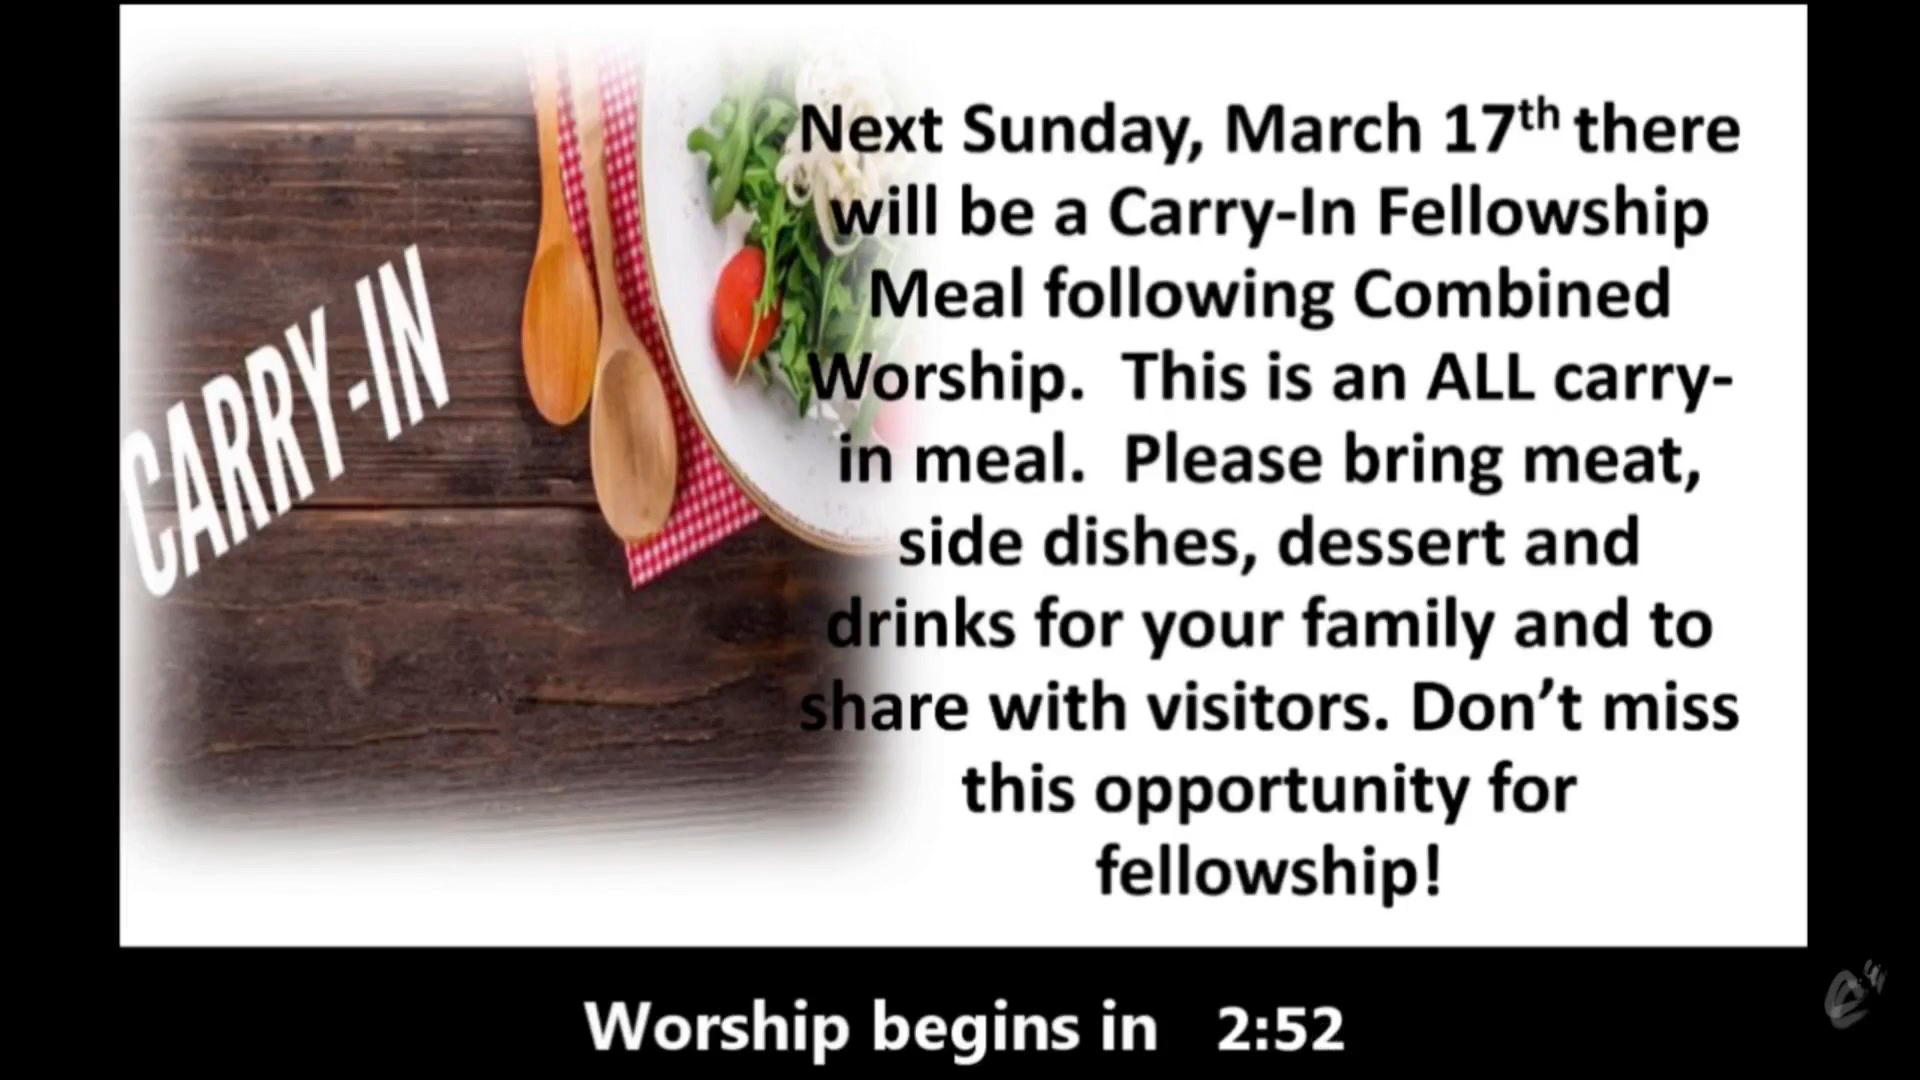 CARRY-IN
Next Sunday, March 17th there
will be a Carry-In Fellowship
Meal following Combined
Worship.  This is an ALL carry-
in meal.  Please bring meat,
side dishes, dessert and
drinks for your family and to
share with visitors. Don’t miss
this opportunity for
fellowship!
Worship begins in   2:52